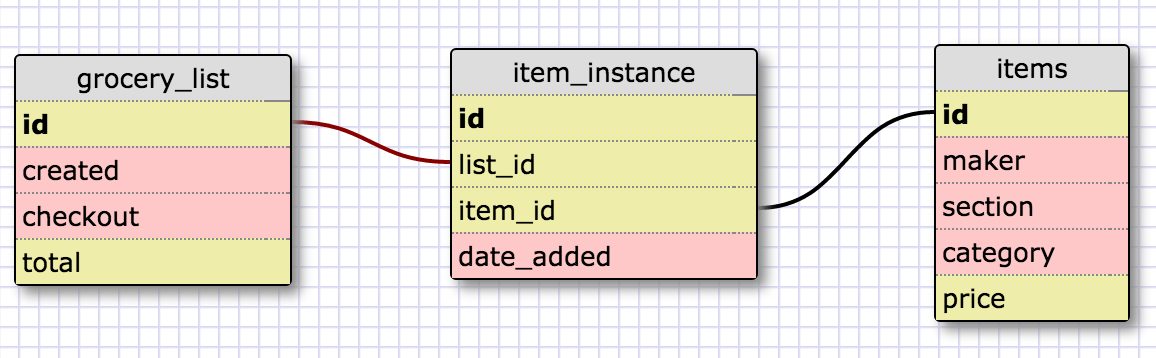 grocery_list
id
created
checkout
total
item_instance
id
list_id
item_id
date_added
items
id
maker
section
category
price